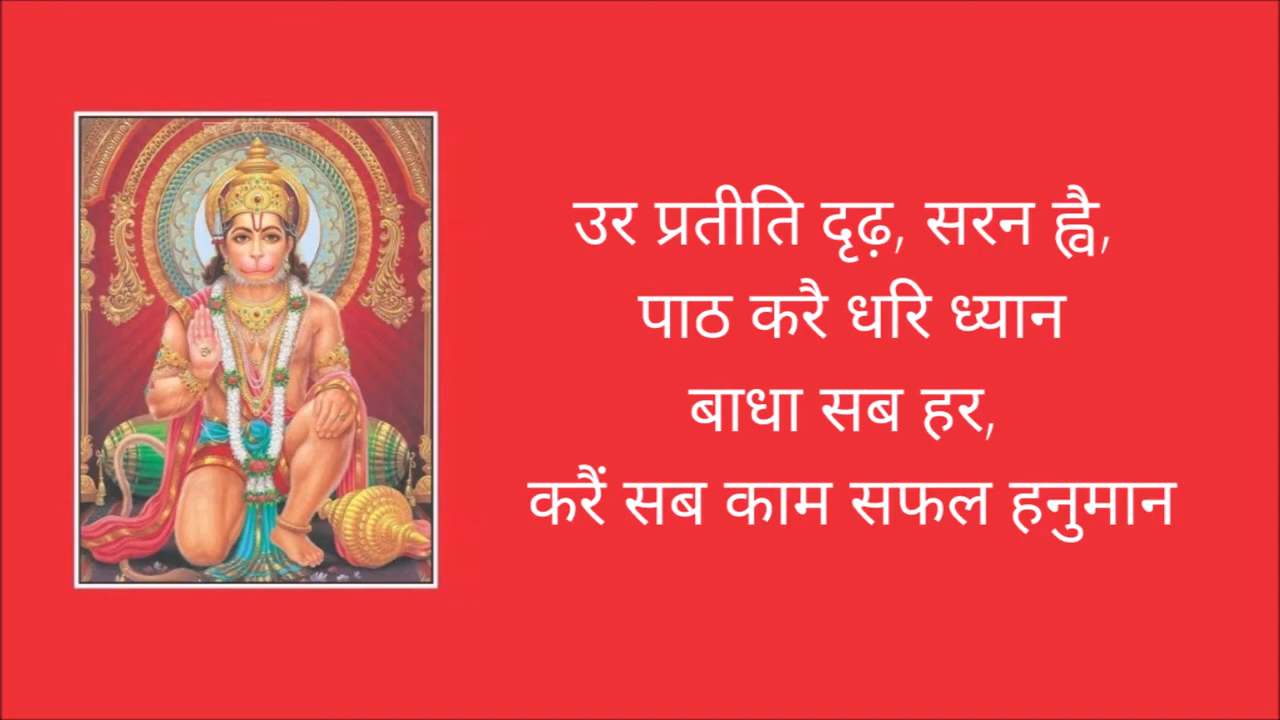 उर प्रतीति दृढ़, सरन ह्वै,
पाठ करै धरि ध्यान
बाधा सब हर,
करैं सब काम सफल हनुमान